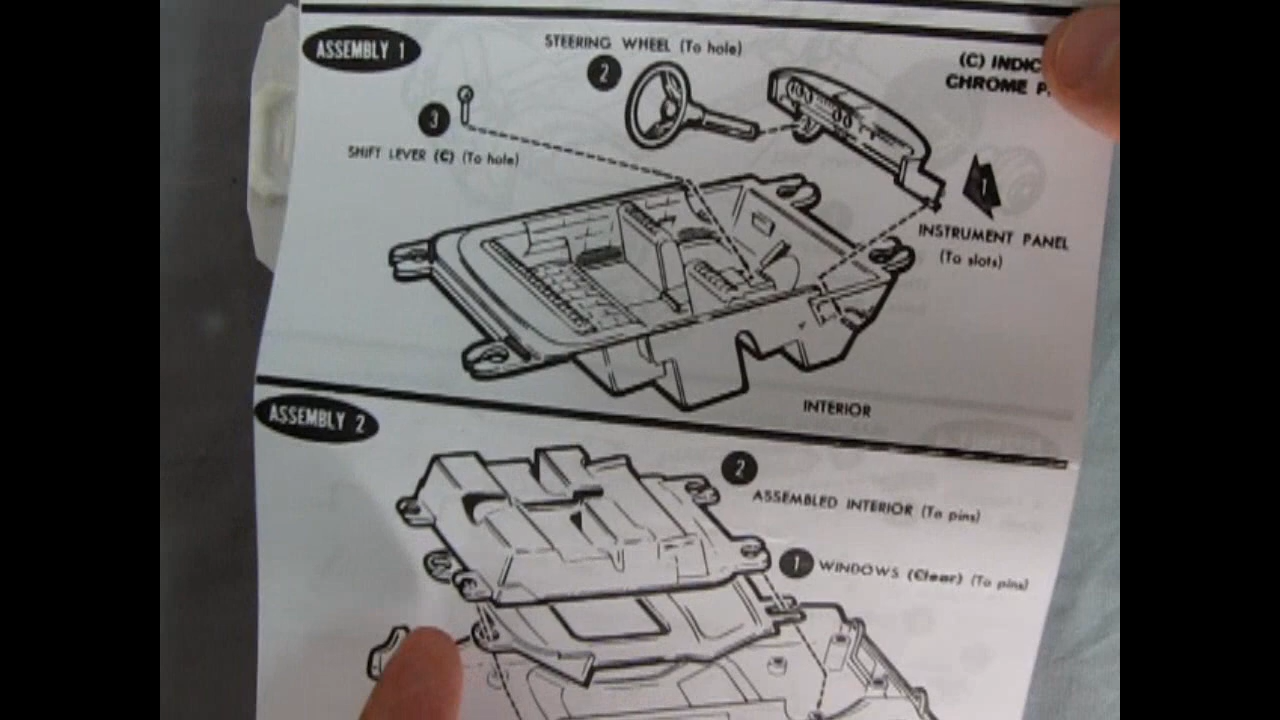 ASSEMBLY 1
STEERING WHEEL (To hole)
2
(C) INDIC
CHROME P
3
SHIFT LEVER (C) (To hole)
1
INSTRUMENT PANEL
(To slots)
INTERIOR
ASSEMBLY 2
2
ASSEMBLED INTERIOR (To pins)
1 WINDOWS (Clear) (To pins)